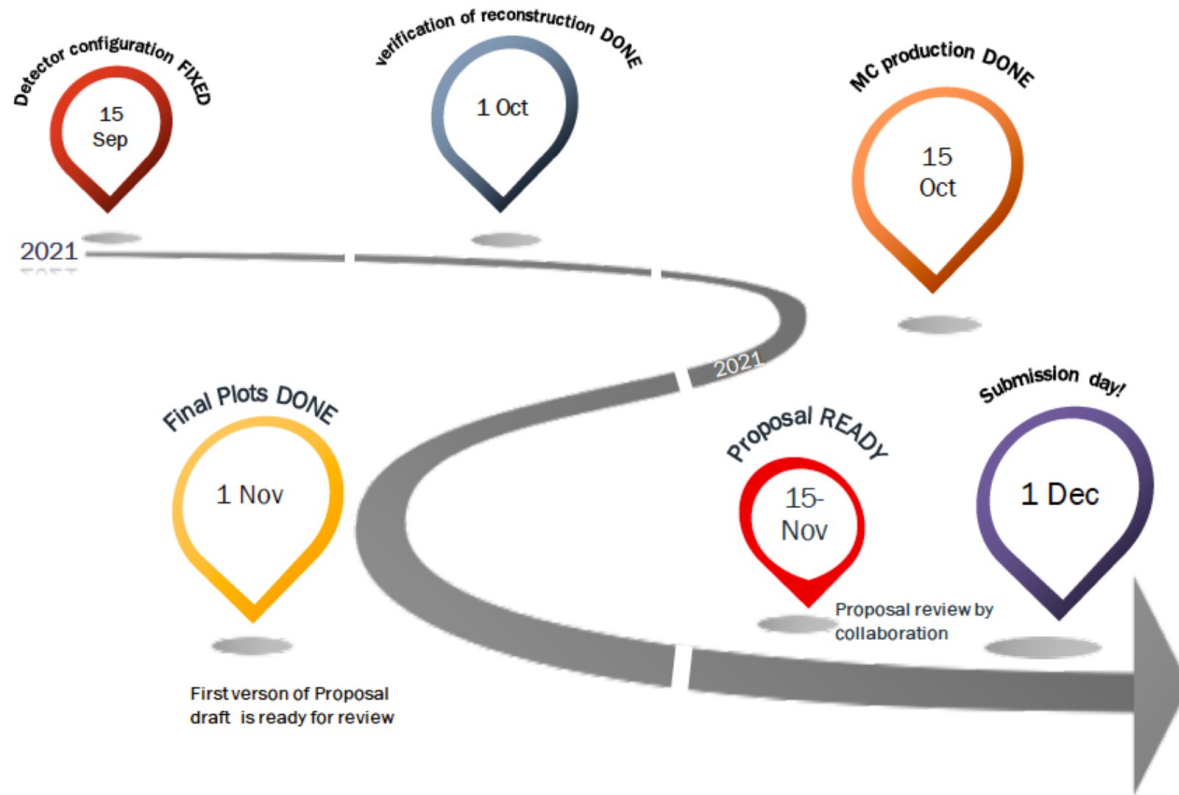 Detector configuration FIXED
15
Sep
verification of reconstruction DONE
1 Oct
MC production DONE
15
Oct
2021
2021
Final Plots DONE
1 Nov
First verson of Proposal
draft is ready for review
Proposal READY
15-
Nov
Proposal review by
collaboration
Submission day!
1 Dec